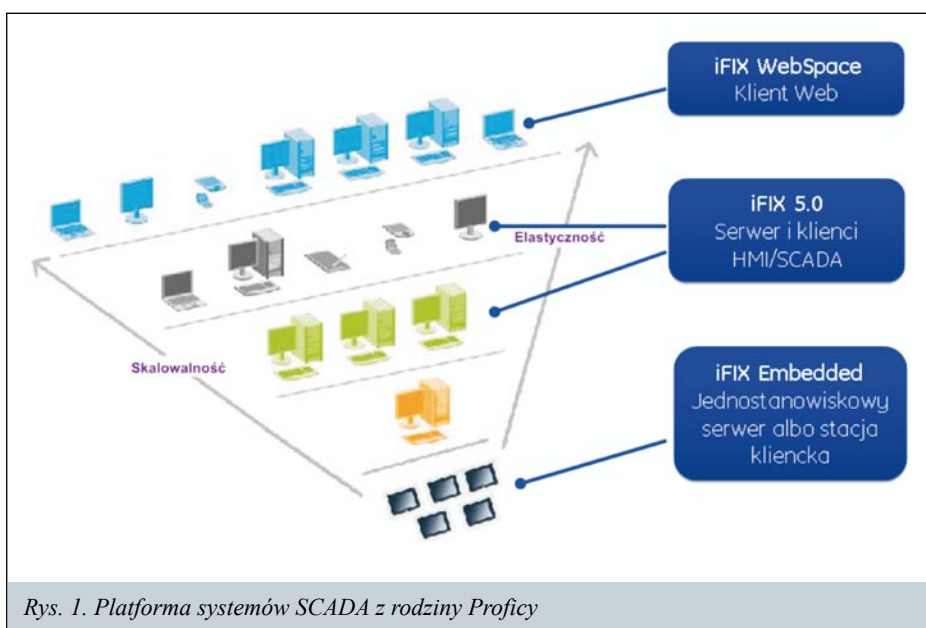 iFIX WebSpace
Klient Web
iFIX 5.0
Serwer i klienci
HMI/SCADA
Elastyczność
Skalowalność
iFIX Embedded
Jednostanowiskowy
serwer albo stacja
kliencka
Rys. 1. Platforma systemów SCADA z rodziny Proficy